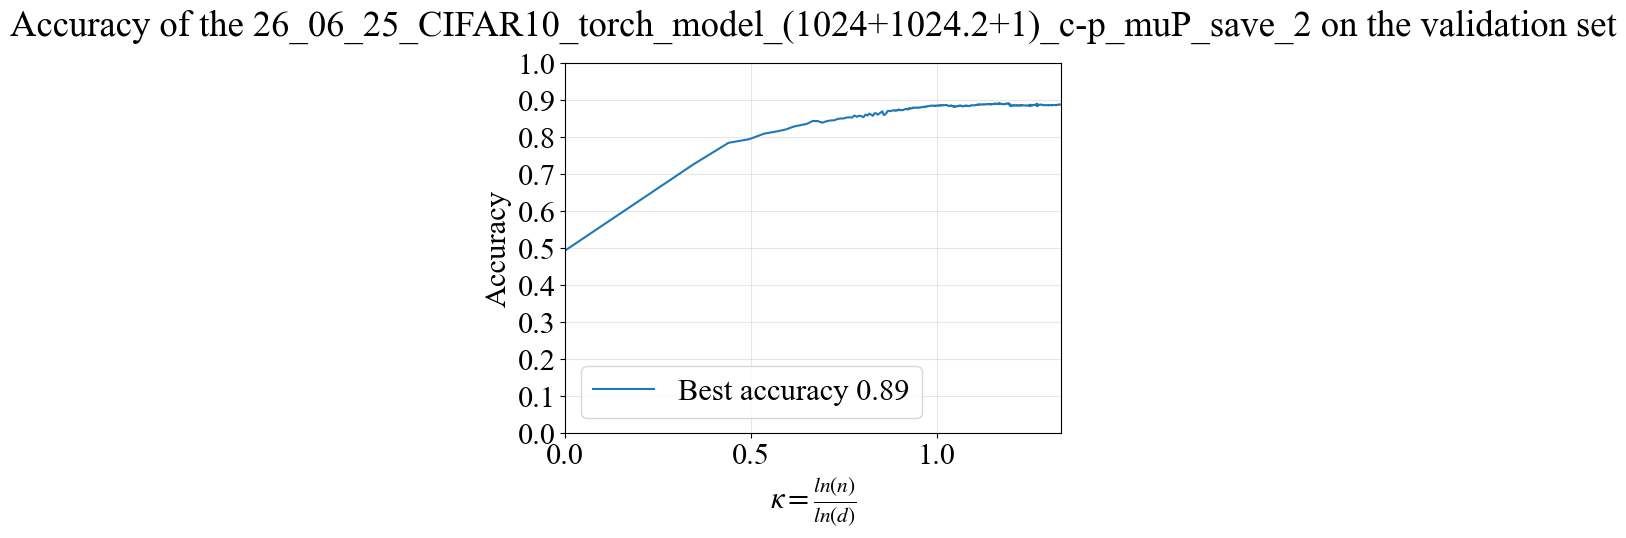 Accuracy of the 26_06_25_CIFAR10_torch_model_(1024+1024.2+1)_c-p_muP_save_2 on the validation set
1.0
0.9
0.8
0.7
0.6
0.5
0.4
0.3
0.2
0.1
0.0
Accuracy
Best accuracy 0.89
0.0 0.5 1.0
κ = ln(n) / ln(d)